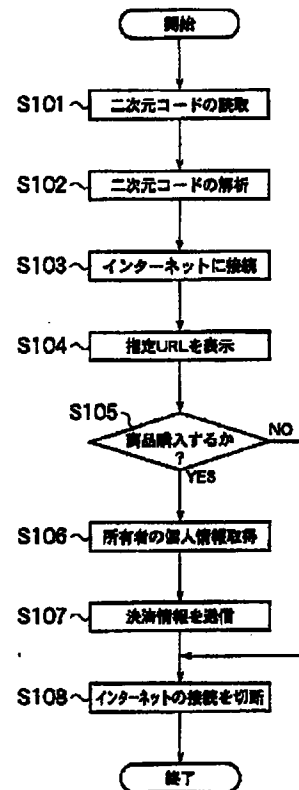 開始
S101 二次元コードの読取
S102 二次元コードの解析
S103 インターネットに接続
S104 指定URLを表示
S105 商品購入するか
？
NO
YES
S106 所有者の個人情報取得
S107 決済情報を送信
S108 インターネットの接続を切断
終了